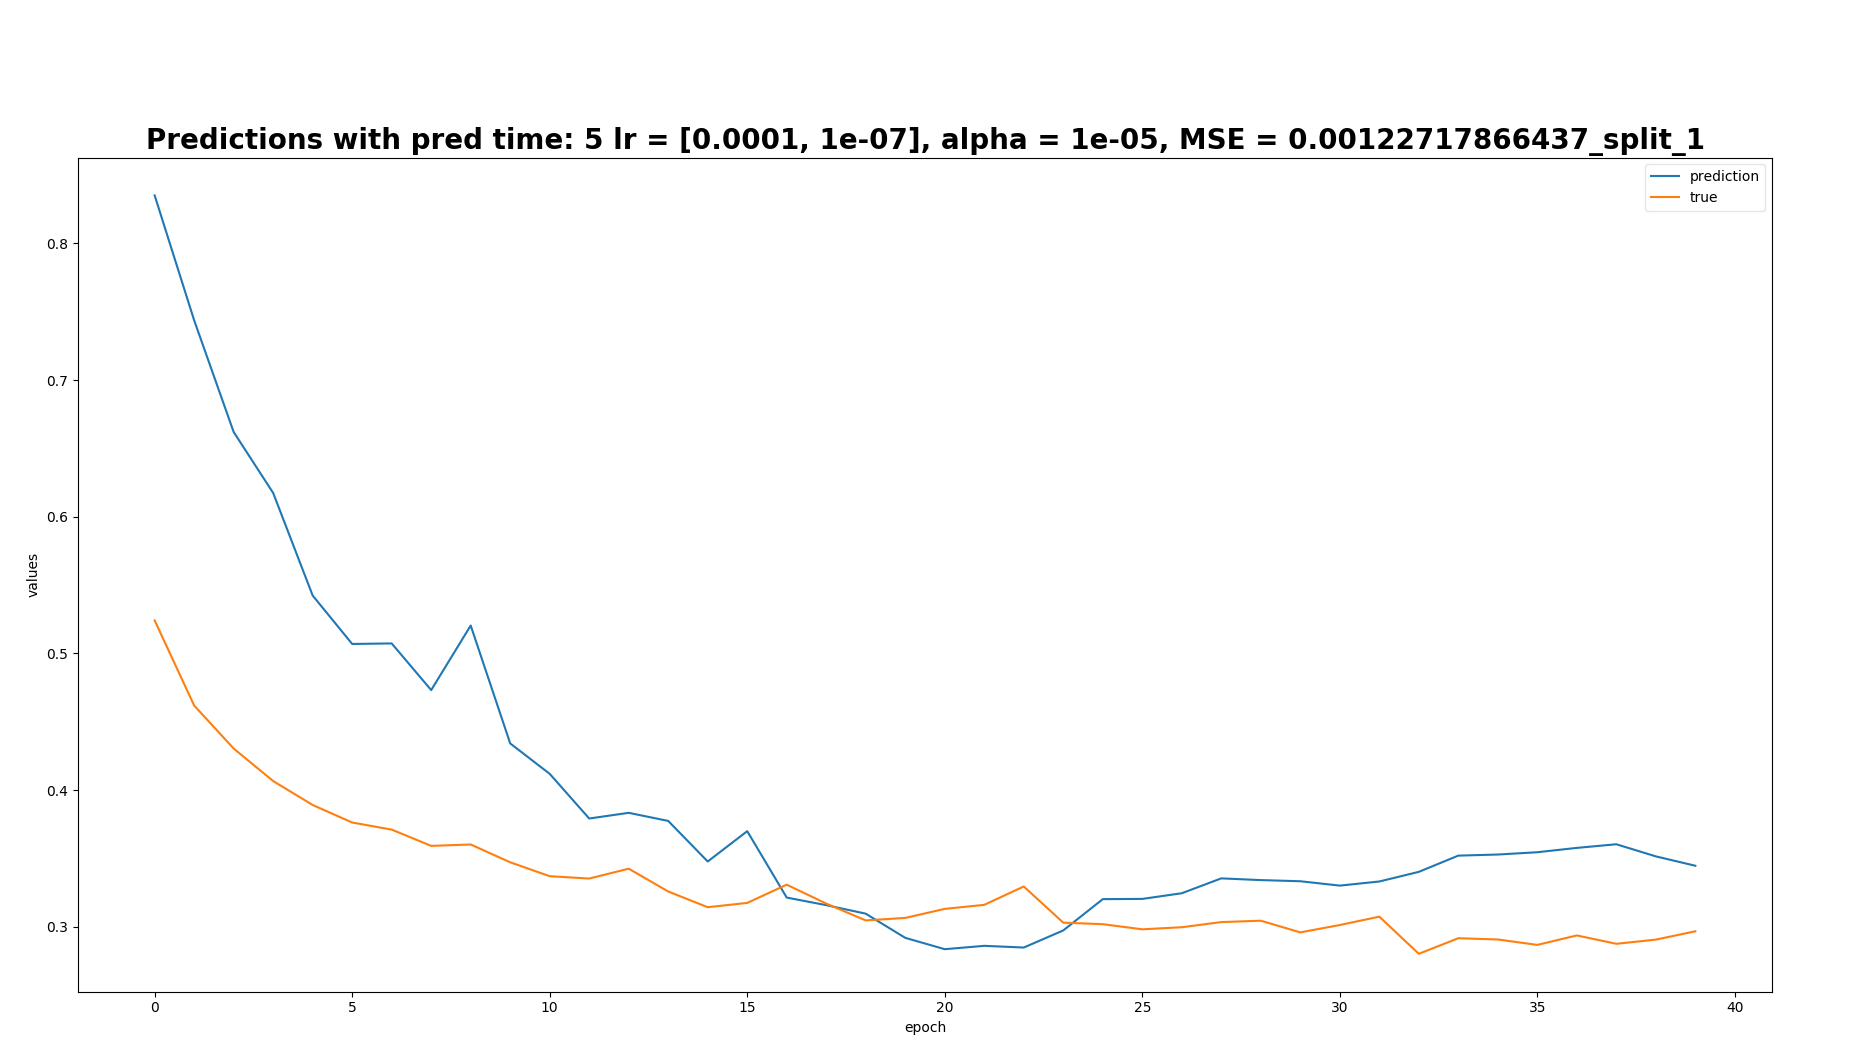 Predictions with pred time: 5 lr = [0.0001, 1e-07], alpha = 1e-05, MSE = 0.00122717866437_split_1
prediction
true
0.8
0.7
0.6
0.5
0.4
0.3
values
0 5 10 15 20 25 30 35 40
epoch